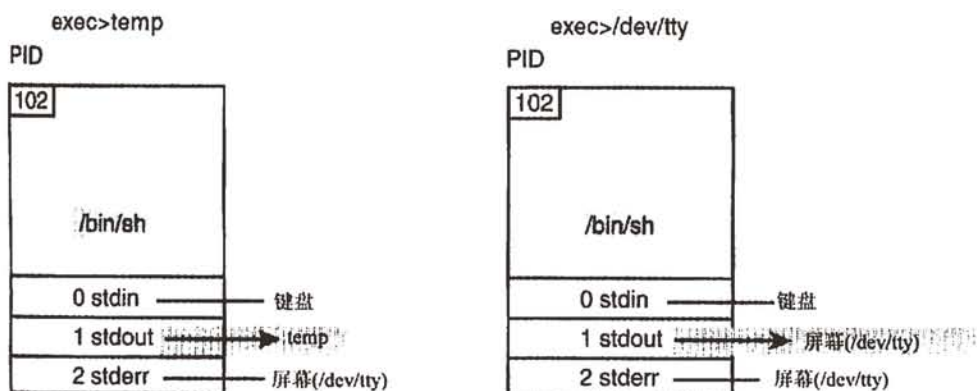 exec>temp
PID
102
/bin/sh
0 stdin
键盘
1 stdout
temp
2 stderr
屏幕(/dev/tty)
exec>/dev/tty
PID
102
/bin/sh
0 stdin
键盘
1 stdout
屏幕(/dev/tty)
2 stderr
屏幕(/dev/tty)